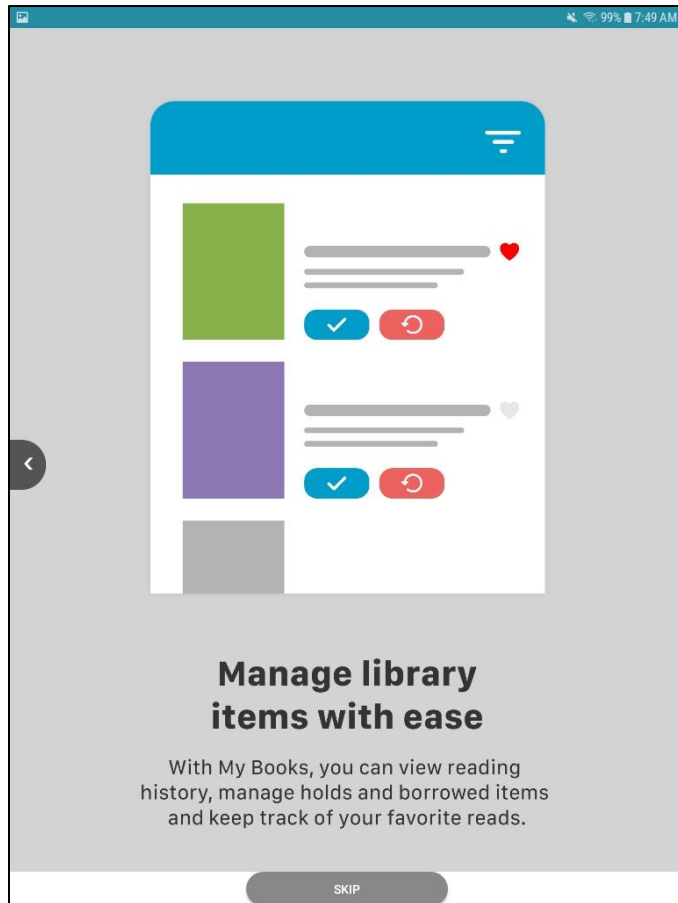 99% 7:49 AM
Manage library
items with ease
With My Books, you can view reading
history, manage holds and borrowed items
and keep track of your favorite reads.
SKIP